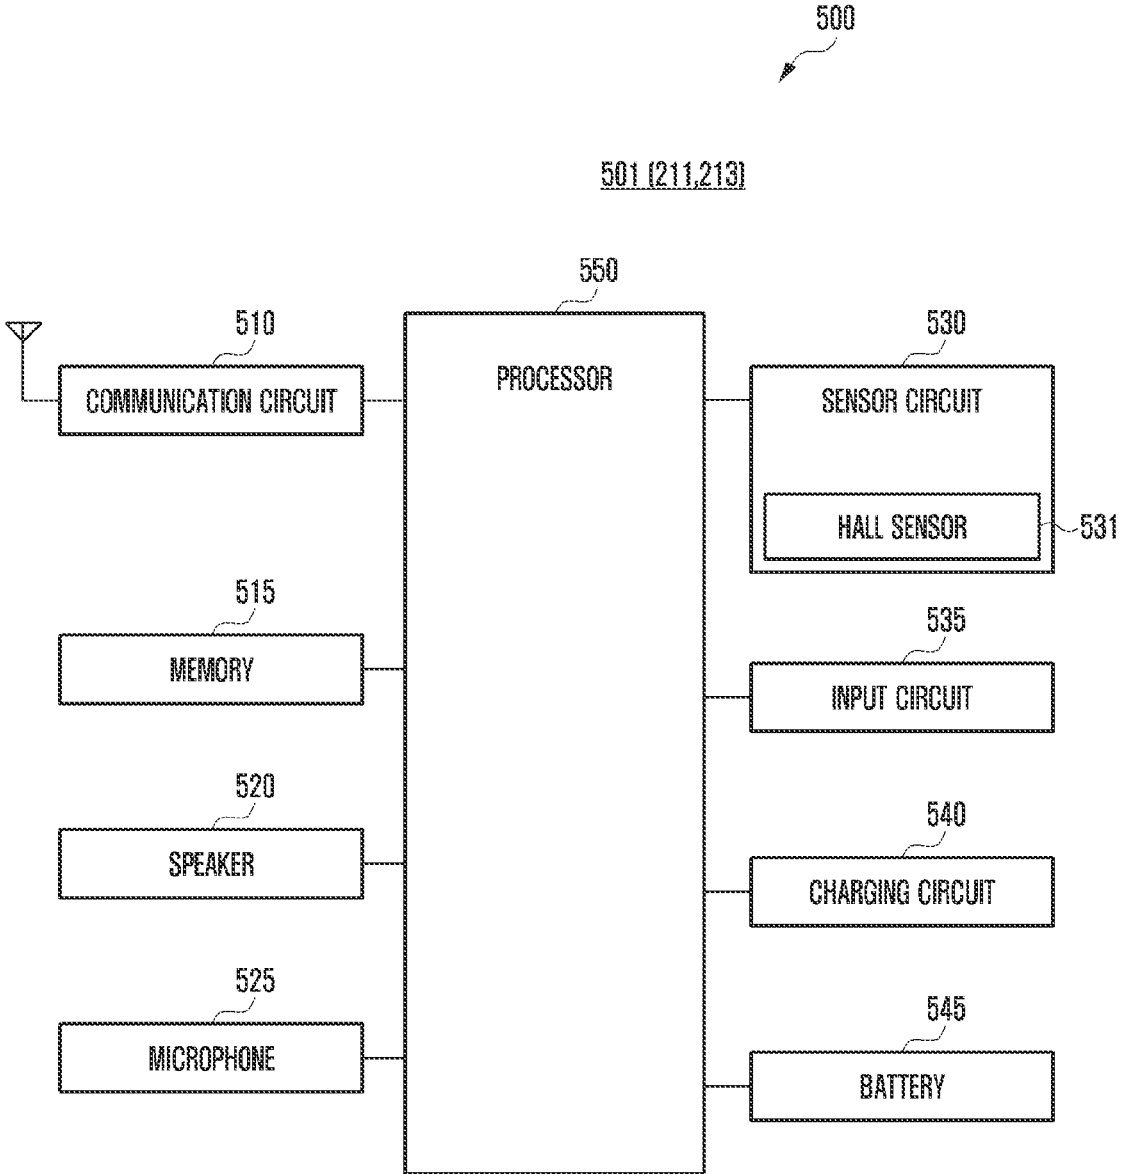 500
501 (211,213)
550
510
COMMUNICATION CIRCUIT
PROCESSOR
530
SENSOR CIRCUIT
HALL SENSOR
531
515
MEMORY
535
INPUT CIRCUIT
520
SPEAKER
540
CHARGING CIRCUIT
525
MICROPHONE
545
BATTERY